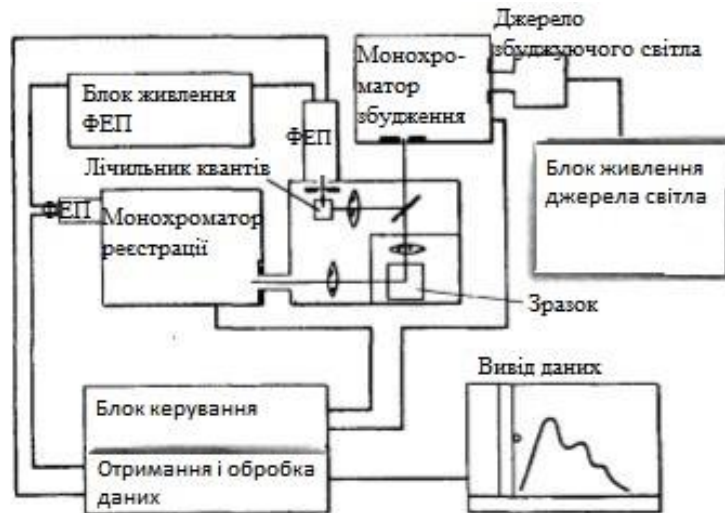 Джерело
збуджуючого світла
Монохро-
матор
збудження
Блок живлення
ФЕП
ФЕП
Лічильник квантів
Блок живлення
джерела світла
ФЕП
Монохроматор
реєстрації
Зразок
Вивід даних
Блок керування
Отримання і обробка
даних